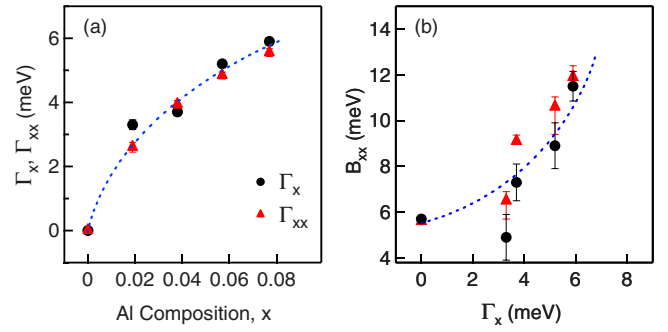 (a)
Γx, Γxx (meV)
6
4
2
0
Γx
Γxx
0
0.02
0.04
0.06
0.08
Al Composition, x
(b)
Bxx (meV)
14
12
10
8
6
4
0
2
4
6
8
Γx (meV)